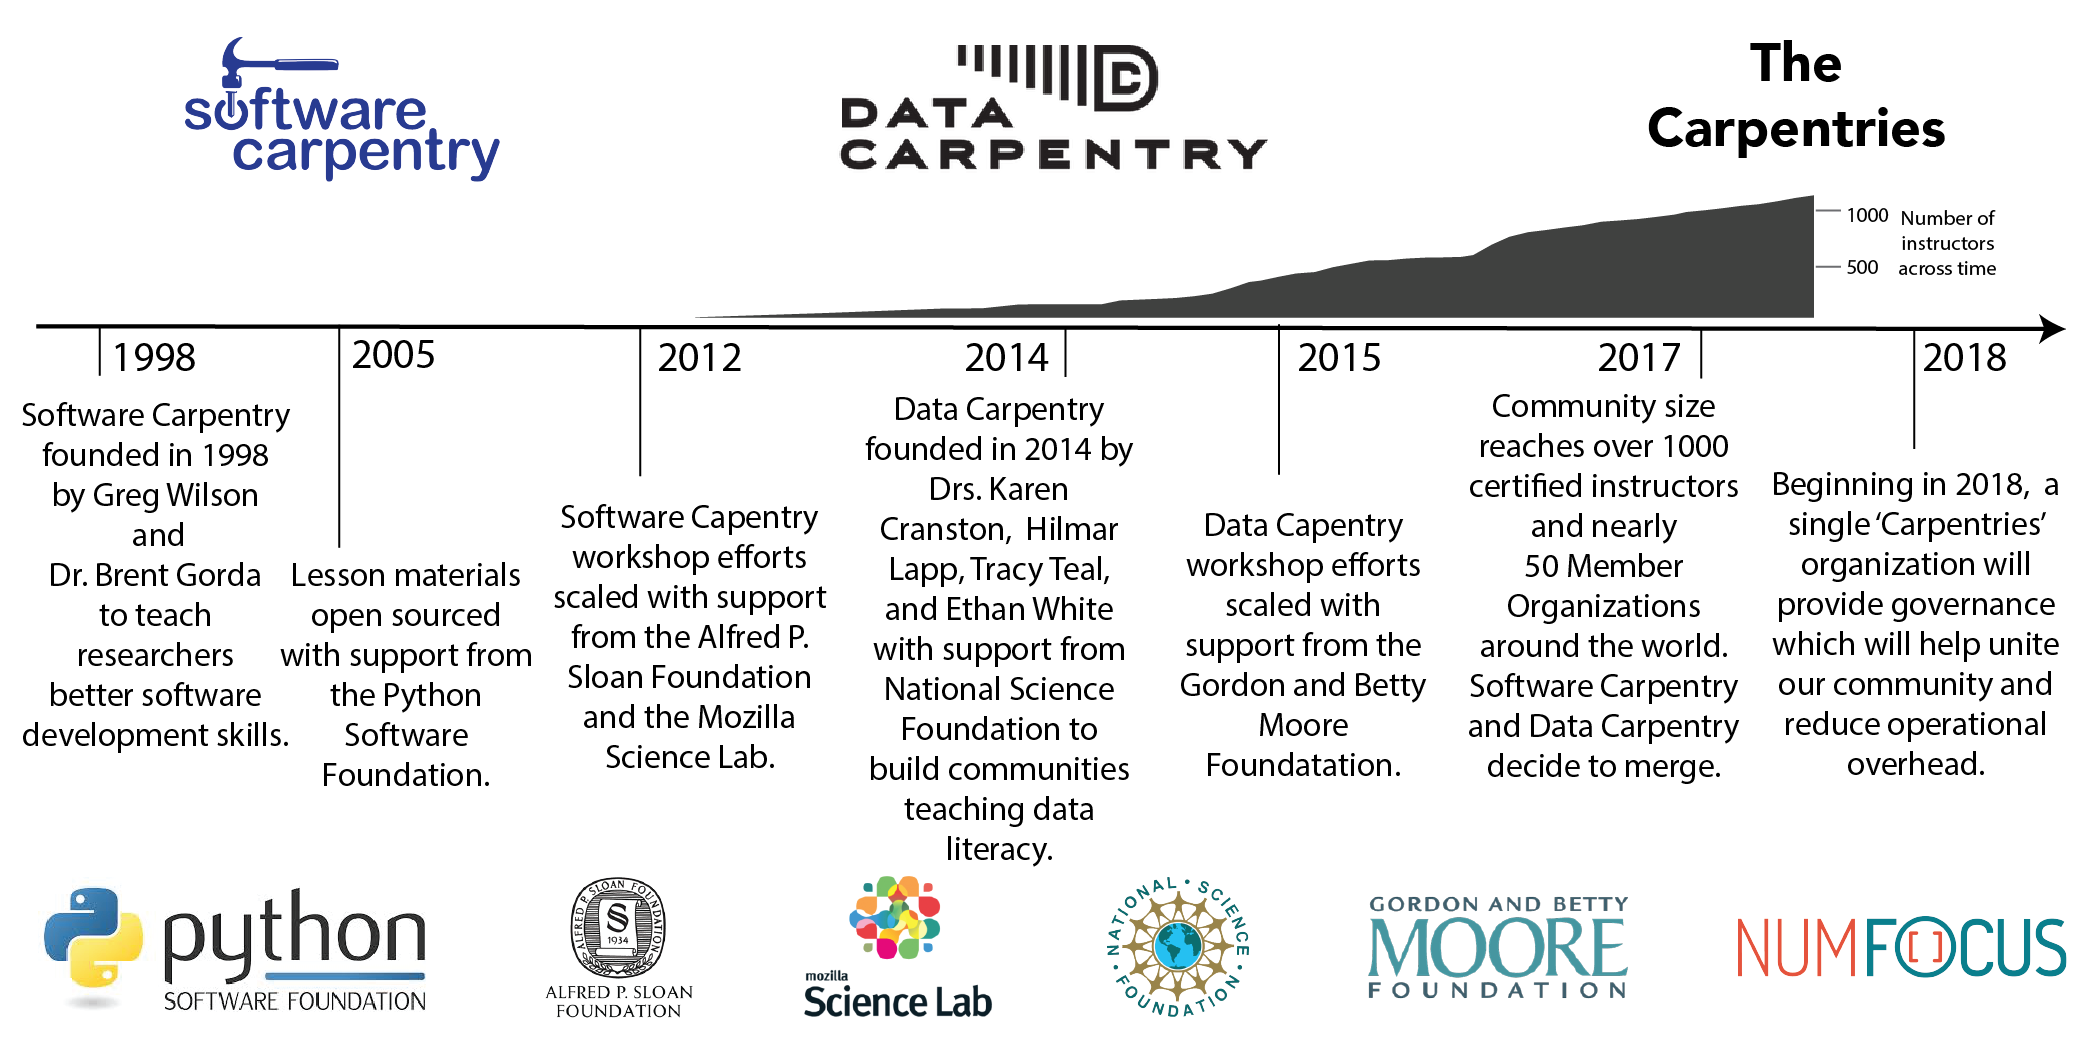 software
carpentry
DATA
CARPENTRY
The
Carpentries
1000
500
Number of
instructors
across time
1998
Software Carpentry
founded in 1998
by Greg Wilson
and
Dr. Brent Gorda
to teach
researchers
better software
development skills.
2005
Lesson materials
open sourced
with support from
the Python
Software
Foundation.
2012
Software Capentry
workshop efforts
scaled with support
from the Alfred P.
Sloan Foundation
and the Mozilla
Science Lab.
2014
Data Carpentry
founded in 2014 by
Drs. Karen
Cranston, Hilmar
Lapp, Tracy Teal,
and Ethan White
with support from
National Science
Foundation to
build communities
teaching data
literacy.
2015
Data Capentry
workshop efforts
scaled with
support from the
Gordon and Betty
Moore
Foundatation.
2017
Community size
reaches over 1000
certified instructors
and nearly
50 Member
Organizations
around the world.
Software Carpentry
and Data Carpentry
decide to merge.
2018
Beginning in 2018, a
single ‘Carpentries’
organization will
provide governance
which will help unite
our community and
reduce operational
overhead.
python
SOFTWARE FOUNDATION
ALFRED P. SLOAN FOUNDATION
S
1934
ALFRED P. SLOAN
FOUNDATION
mozilla
Science Lab
NATIONAL • SCIENCE • FOUNDATION •
GORDON AND BETTY
MOORE
FOUNDATION
NUMFOCUS